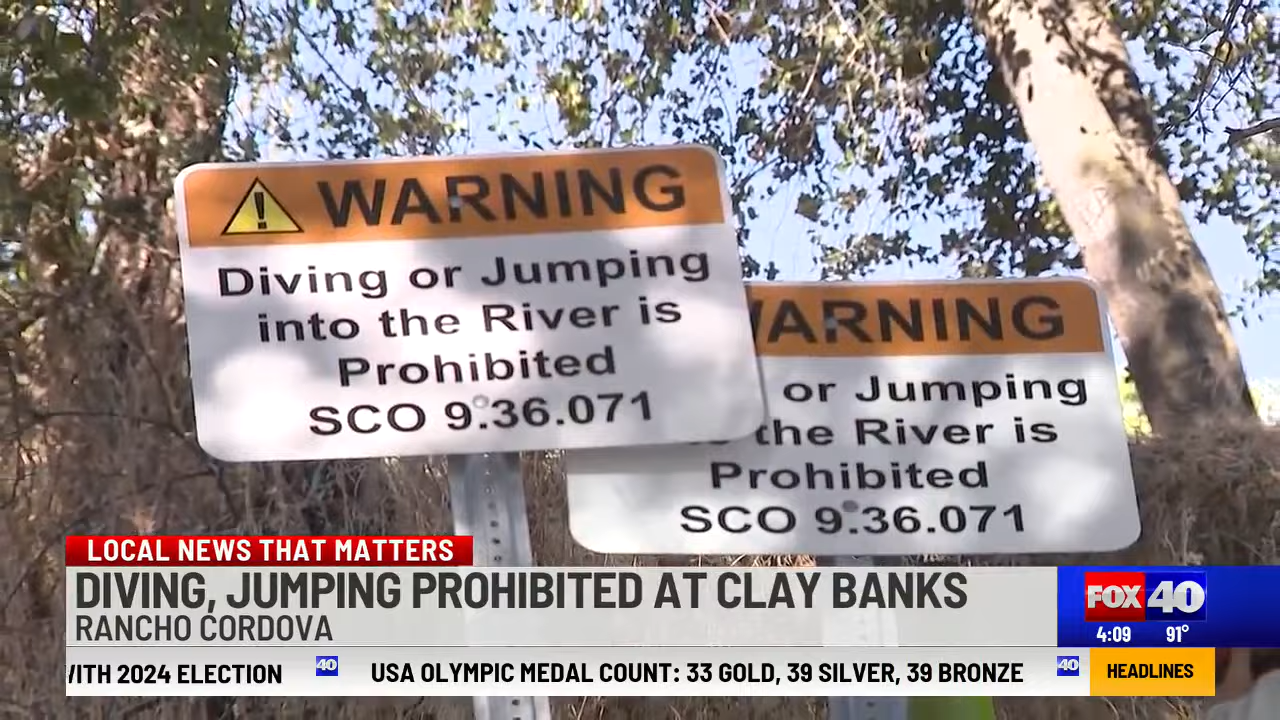 WARNING
Diving or Jumping
into the River is
Prohibited
SCO 9.36.071
WARNING
or Jumping
the River is
Prohibited
SCO 9.36.071
LOCAL NEWS THAT MATTERS
DIVING, JUMPING PROHIBITED AT CLAY BANKS
RANCHO CORDOVA
FOX 40
4:09 91°
WITH 2024 ELECTION 40 USA OLYMPIC MEDAL COUNT: 33 GOLD, 39 SILVER, 39 BRONZE 40 HEADLINES